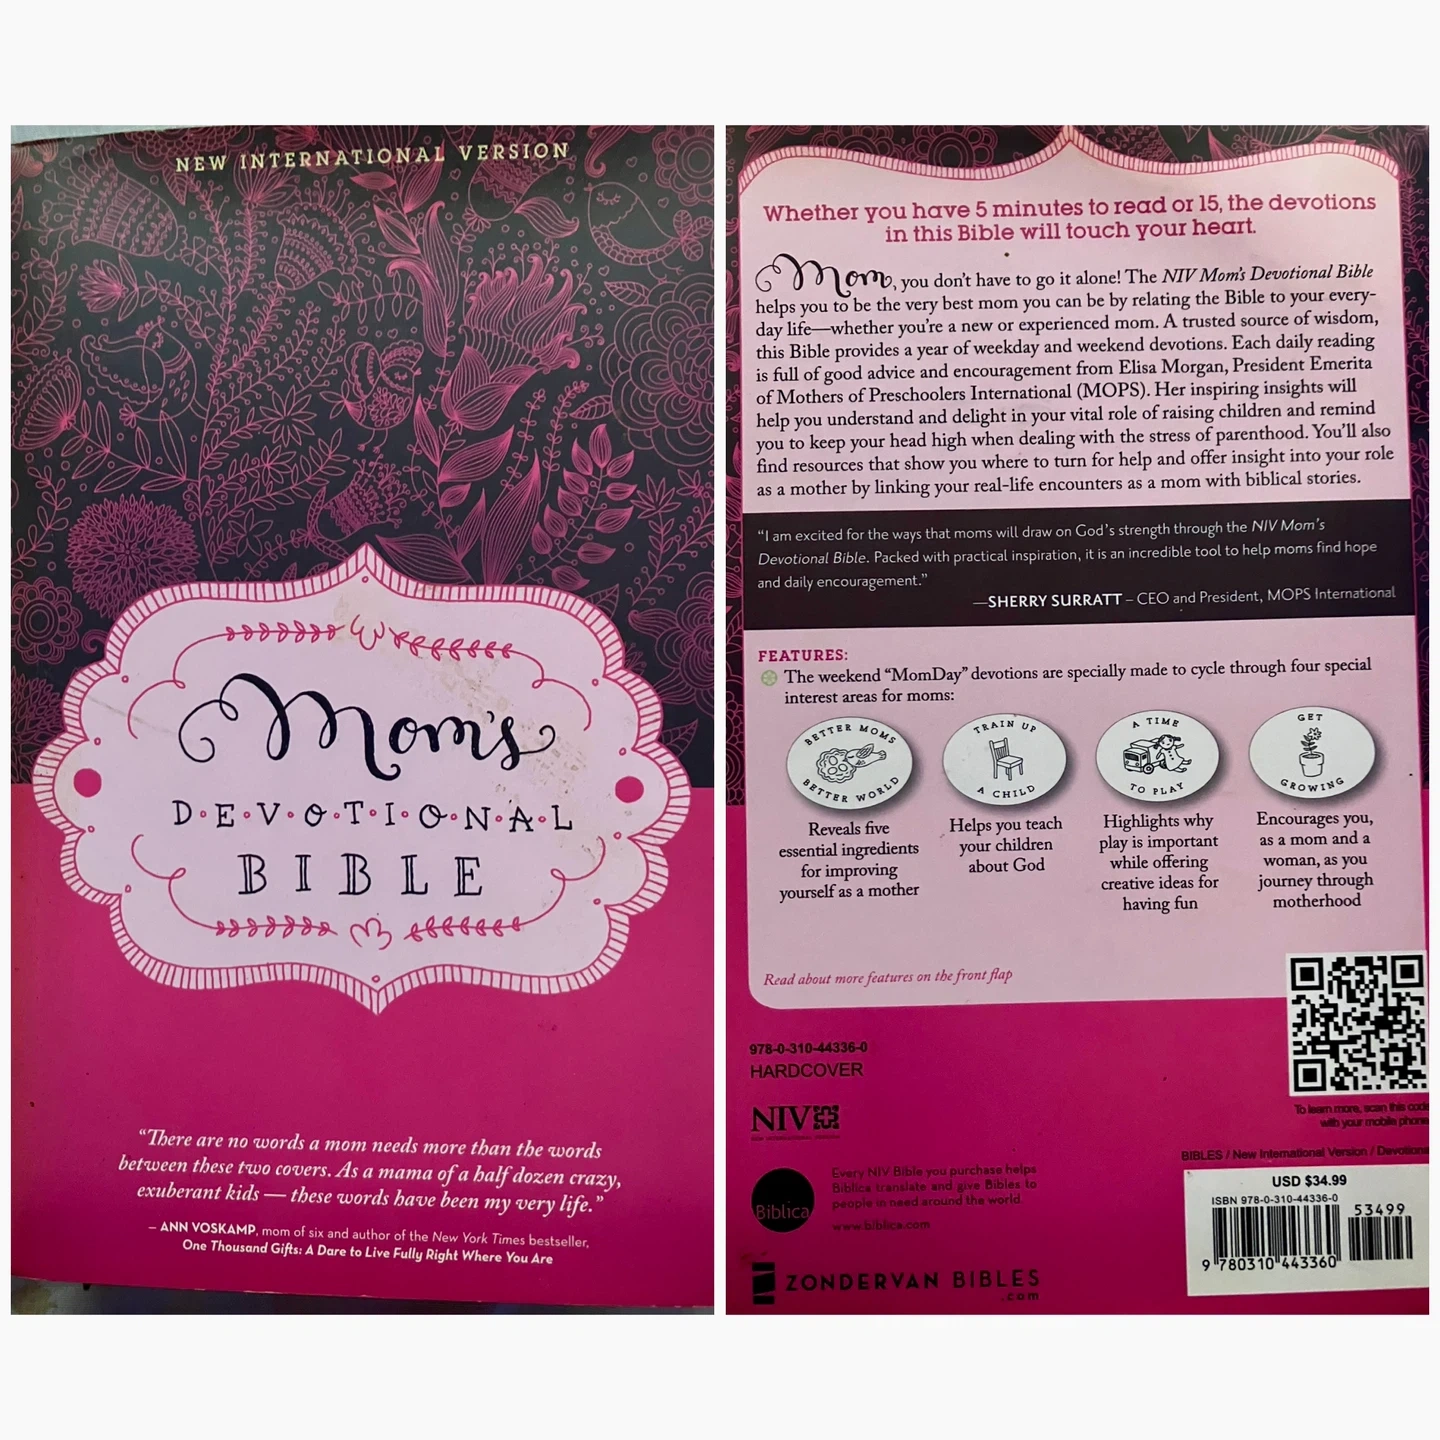 NEW INTERNATIONAL VERSION
Mom's
D•E•V•O•T•I•O•N•A•L
BIBLE
“There are no words a mom needs more than the words
between these two covers. As a mama of a half dozen crazy,
exuberant kids — these words have been my very life.”
– ANN VOSKAMP, mom of six and author of the New York Times bestseller,
One Thousand Gifts: A Dare to Live Fully Right Where You Are
Whether you have 5 minutes to read or 15, the devotions
in this Bible will touch your heart.
Mom, you don't have to go it alone! The NIV Mom's Devotional Bible
helps you to be the very best mom you can be by relating the Bible to your every-
day life—whether you're a new or experienced mom. A trusted source of wisdom,
this Bible provides a year of weekday and weekend devotions. Each daily reading
is full of good advice and encouragement from Elisa Morgan, President Emerita
of Mothers of Preschoolers International (MOPS). Her inspiring insights will
help you understand and delight in your vital role of raising children and remind
you to keep your head high when dealing with the stress of parenthood. You'll also
find resources that show you where to turn for help and offer insight into your role
as a mother by linking your real-life encounters as a mom with biblical stories.
“I am excited for the ways that moms will draw on God's strength through the NIV Mom's
Devotional Bible. Packed with practical inspiration, it is an incredible tool to help moms find hope
and daily encouragement.”
—SHERRY SURRATT – CEO and President, MOPS International
FEATURES:
The weekend “MomDay” devotions are specially made to cycle through four special
interest areas for moms:
BETTER MOMS
BETTER WORLD
Reveals five
essential ingredients
for improving
yourself as a mother
TRAIN UP
A CHILD
Helps you teach
your children
about God
A TIME
TO PLAY
Highlights why
play is important
while offering
creative ideas for
having fun
GET
GROWING
Encourages you,
as a mom and a
woman, as you
journey through
motherhood
Read about more features on the front flap
978-0-310-44336-0
HARDCOVER
NIV
To learn more, scan this code
with your mobile phone
Biblica
Every NIV Bible you purchase helps
Biblica translate and give Bibles to
people in need around the world.
www.biblica.com
ZONDERVAN BIBLES
.com
BIBLES / New International Version / Devotiona
USD $34.99
ISBN 978-0-310-44336-0
53499
9 780310 443360